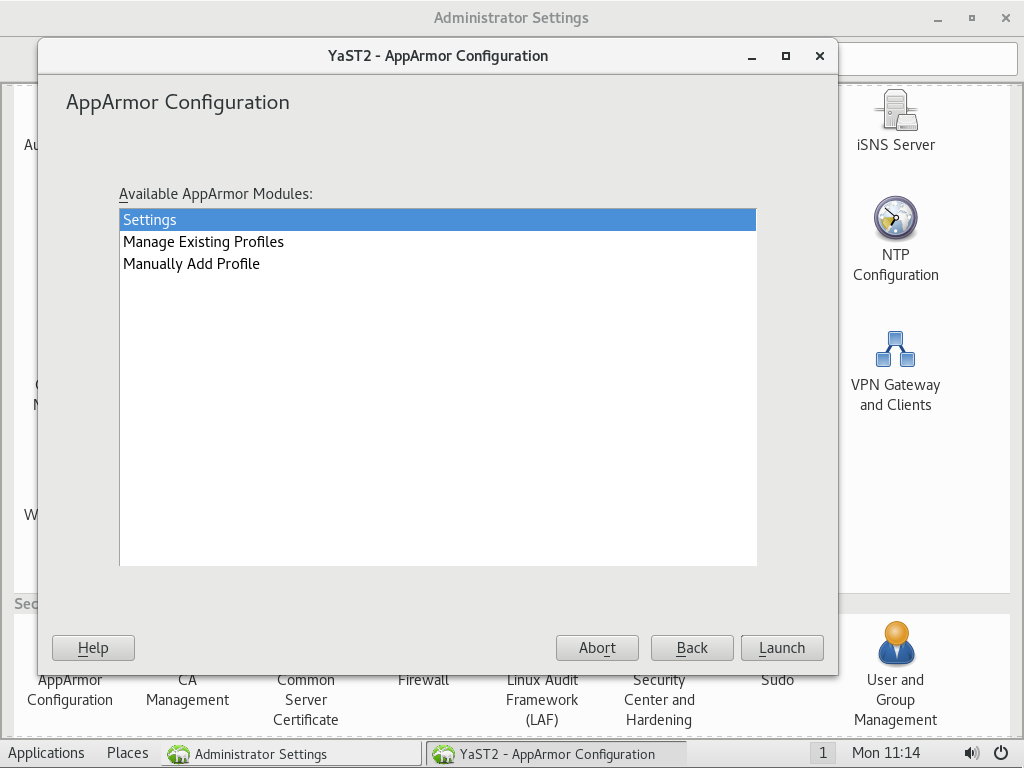 Administrator Settings
YaST2 - AppArmor Configuration
AppArmor Configuration
Available AppArmor Modules:
Settings
Manage Existing Profiles
Manually Add Profile
Help
Abort
Back
Launch
iSNS Server
NTP
Configuration
VPN Gateway
and Clients
AppArmor
Configuration
CA
Management
Common
Server
Certificate
Firewall
Linux Audit
Framework
(LAF)
Security
Center and
Hardening
Sudo
User and
Group
Management
Applications
Places
Administrator Settings
YaST2 - AppArmor Configuration
1
Mon 11:14